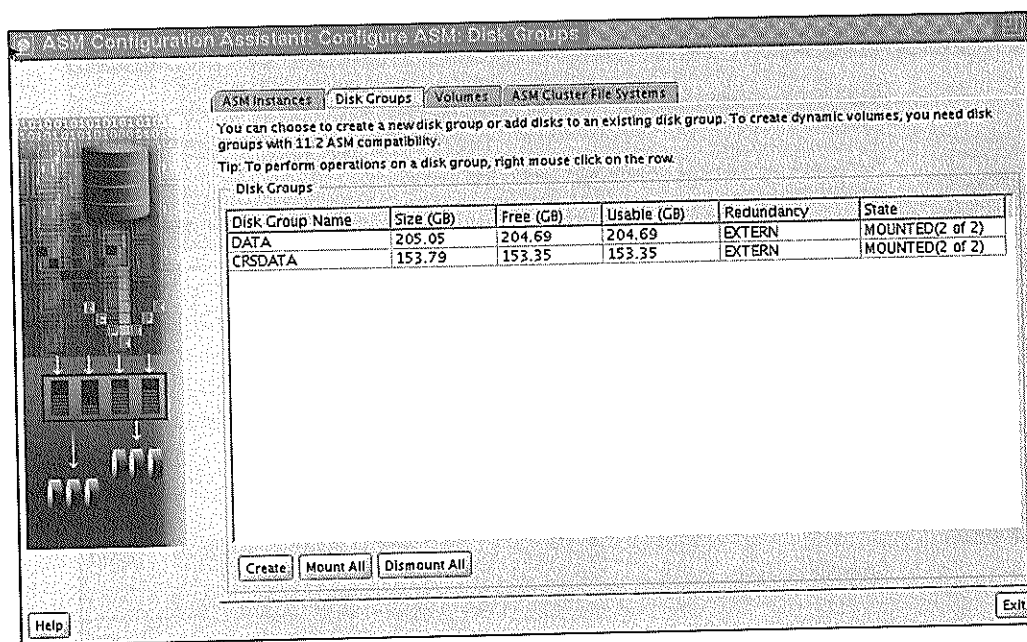 ASM Configuration Assistant: Configure ASM: Disk Groups
ASM Instances Disk Groups Volumes ASM Cluster File Systems
You can choose to create a new disk group or add disks to an existing disk group. To create dynamic volumes, you need disk
groups with 11.2 ASM compatibility.
Tip: To perform operations on a disk group, right mouse click on the row.
Disk Groups
Disk Group Name Size (GB) Free (GB) Usable (GB) Redundancy State
DATA 205.05 204.69 204.69 EXTERN MOUNTED(2 of 2)
CRSDATA 153.79 153.35 153.35 EXTERN MOUNTED(2 of 2)
Create Mount All Dismount All
Help Exit